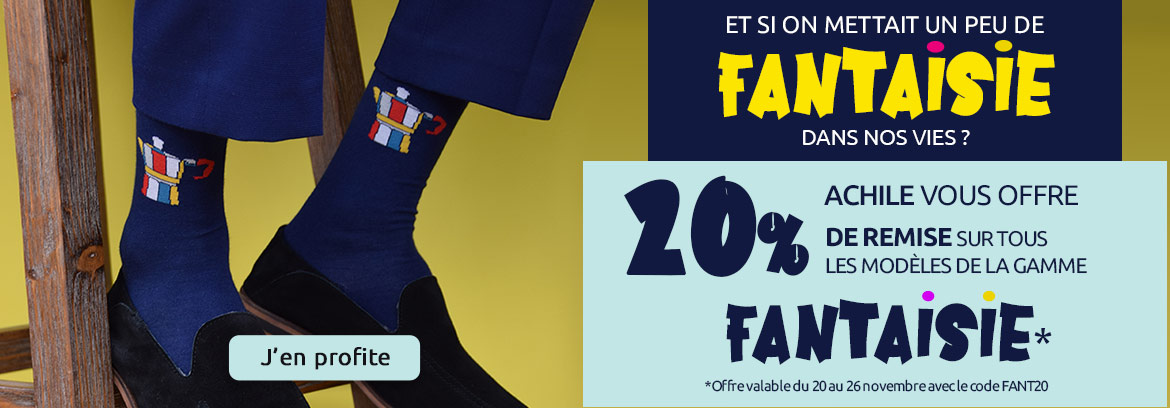 ET SI ON METTAIT UN PEU DE
FANTAISIE
DANS NOS VIES ?
20%
ACHILE VOUS OFFRE
DE REMISE SUR TOUS
LES MODÈLES DE LA GAMME
FANTAISIE*
*Offre valable du 20 au 26 novembre avec le code FANT20
J'en profite